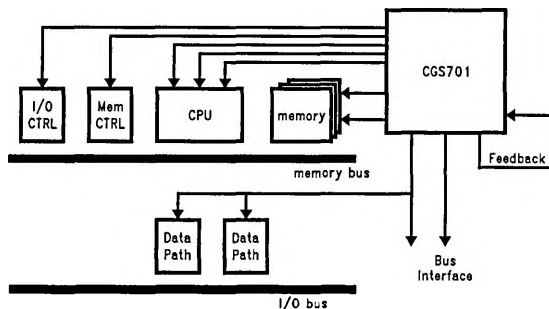 CGS701
I/O
CTRL
Mem
CTRL
CPU
memory
Feedback
memory bus
Data
Path
Data
Path
Bus
Interface
I/O bus